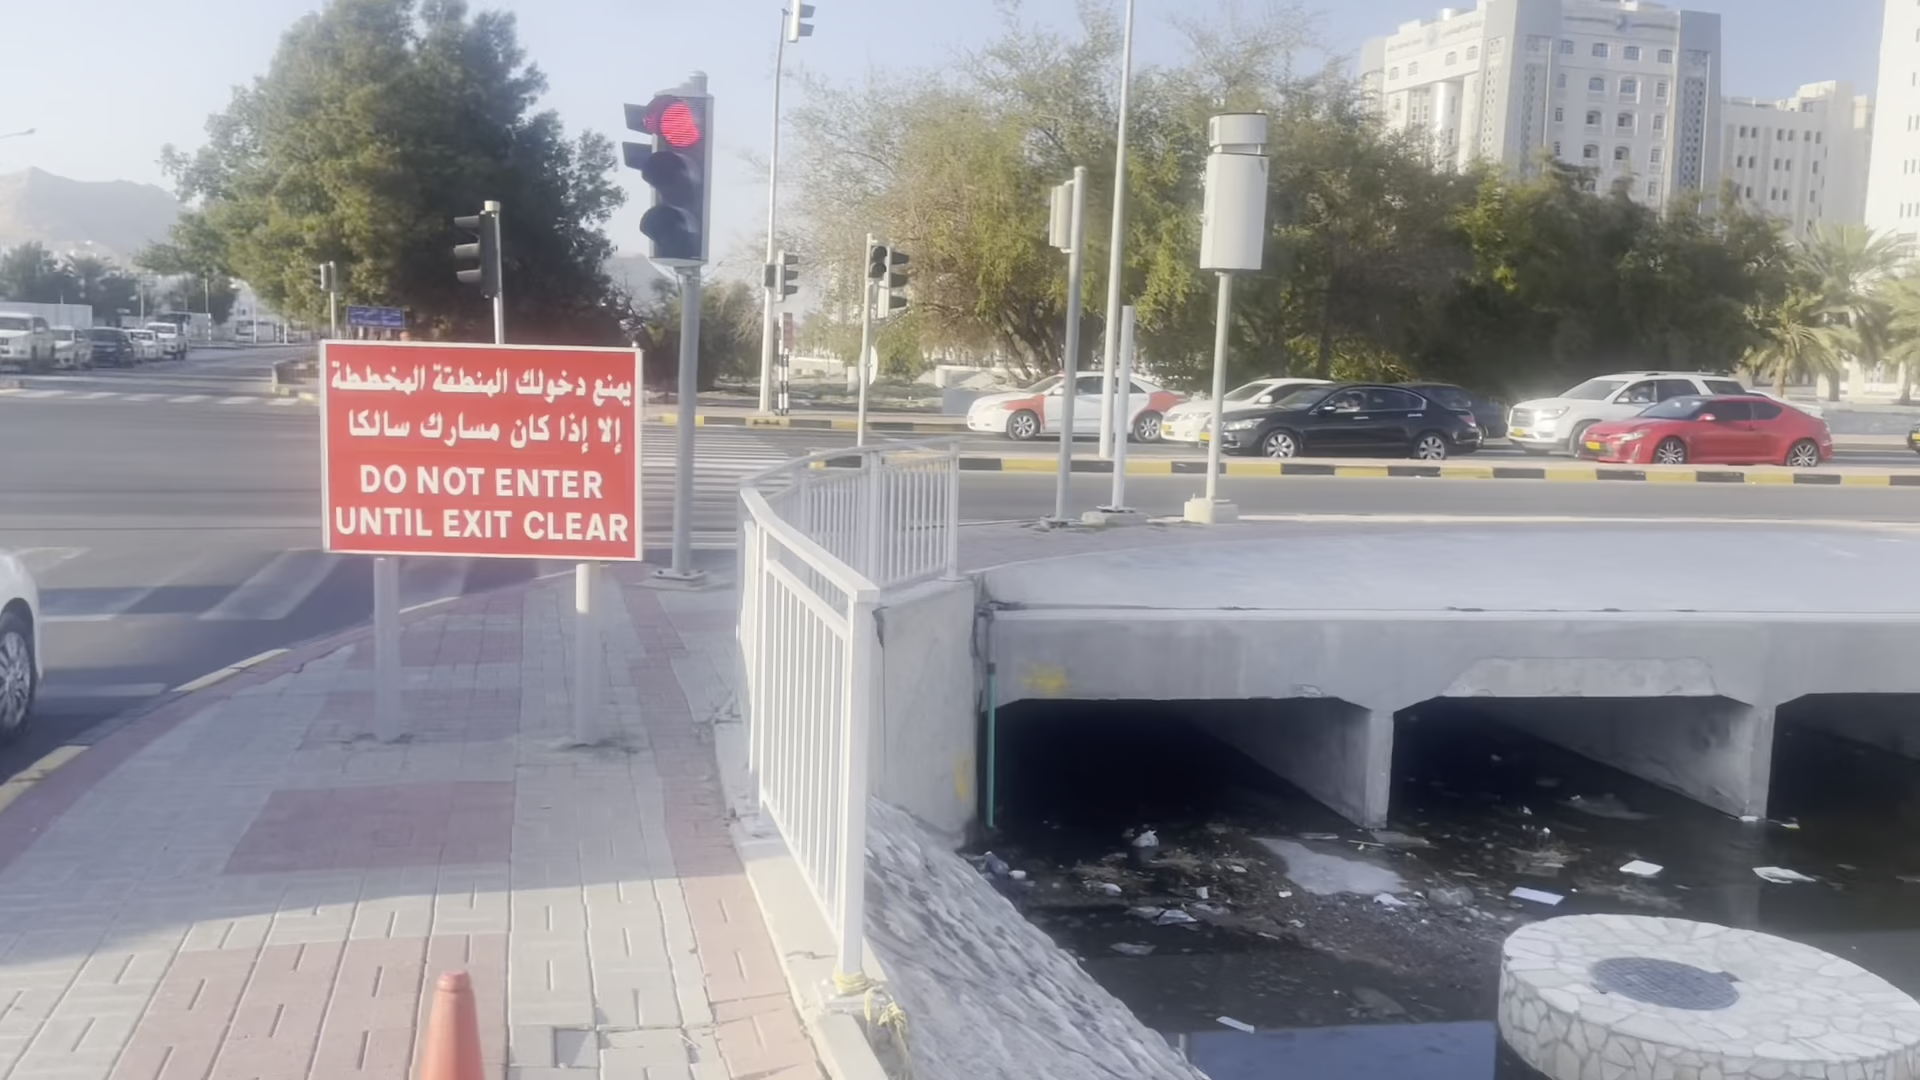 يمنع دخولك المنطقة المخططة
إلا إذا كان مسارك سالكا
DO NOT ENTER
UNTIL EXIT CLEAR